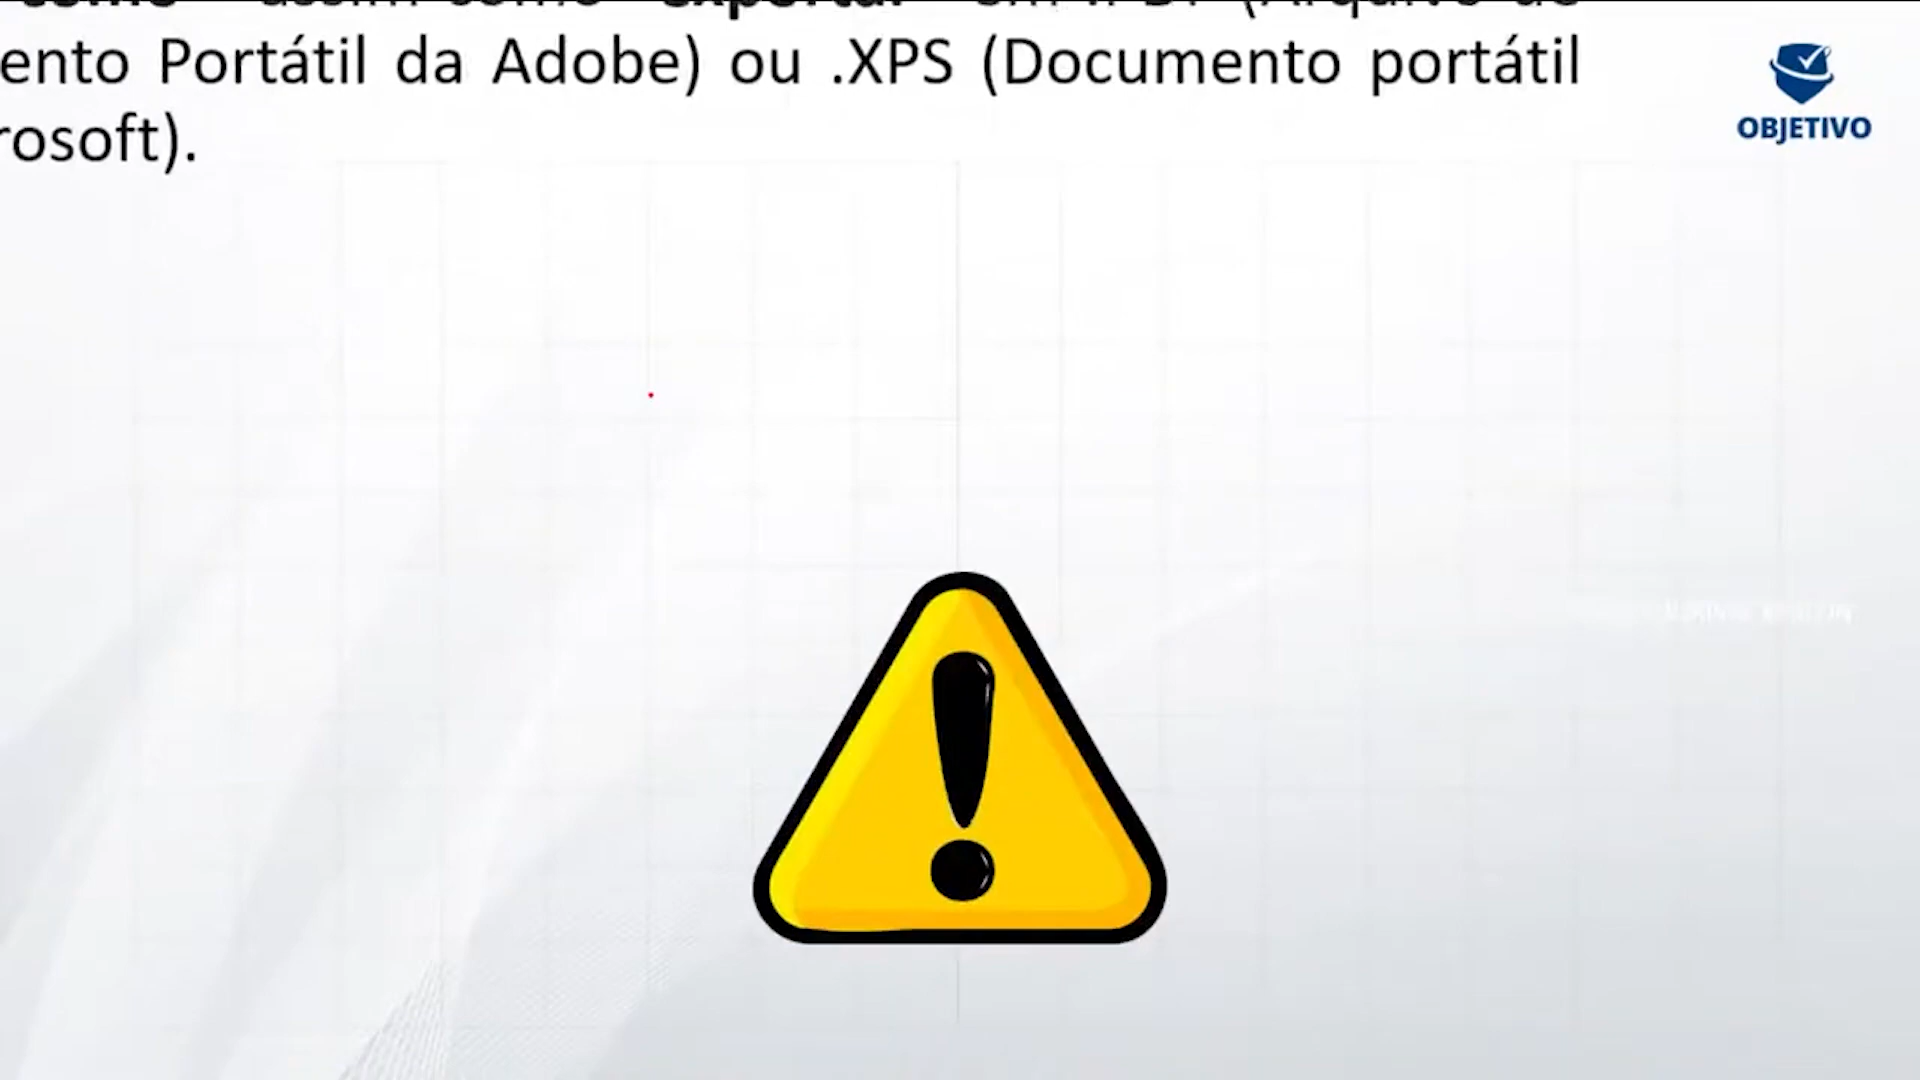 ento Portátil da Adobe) ou .XPS (Documento portátil
rosoft).
OBJETIVO